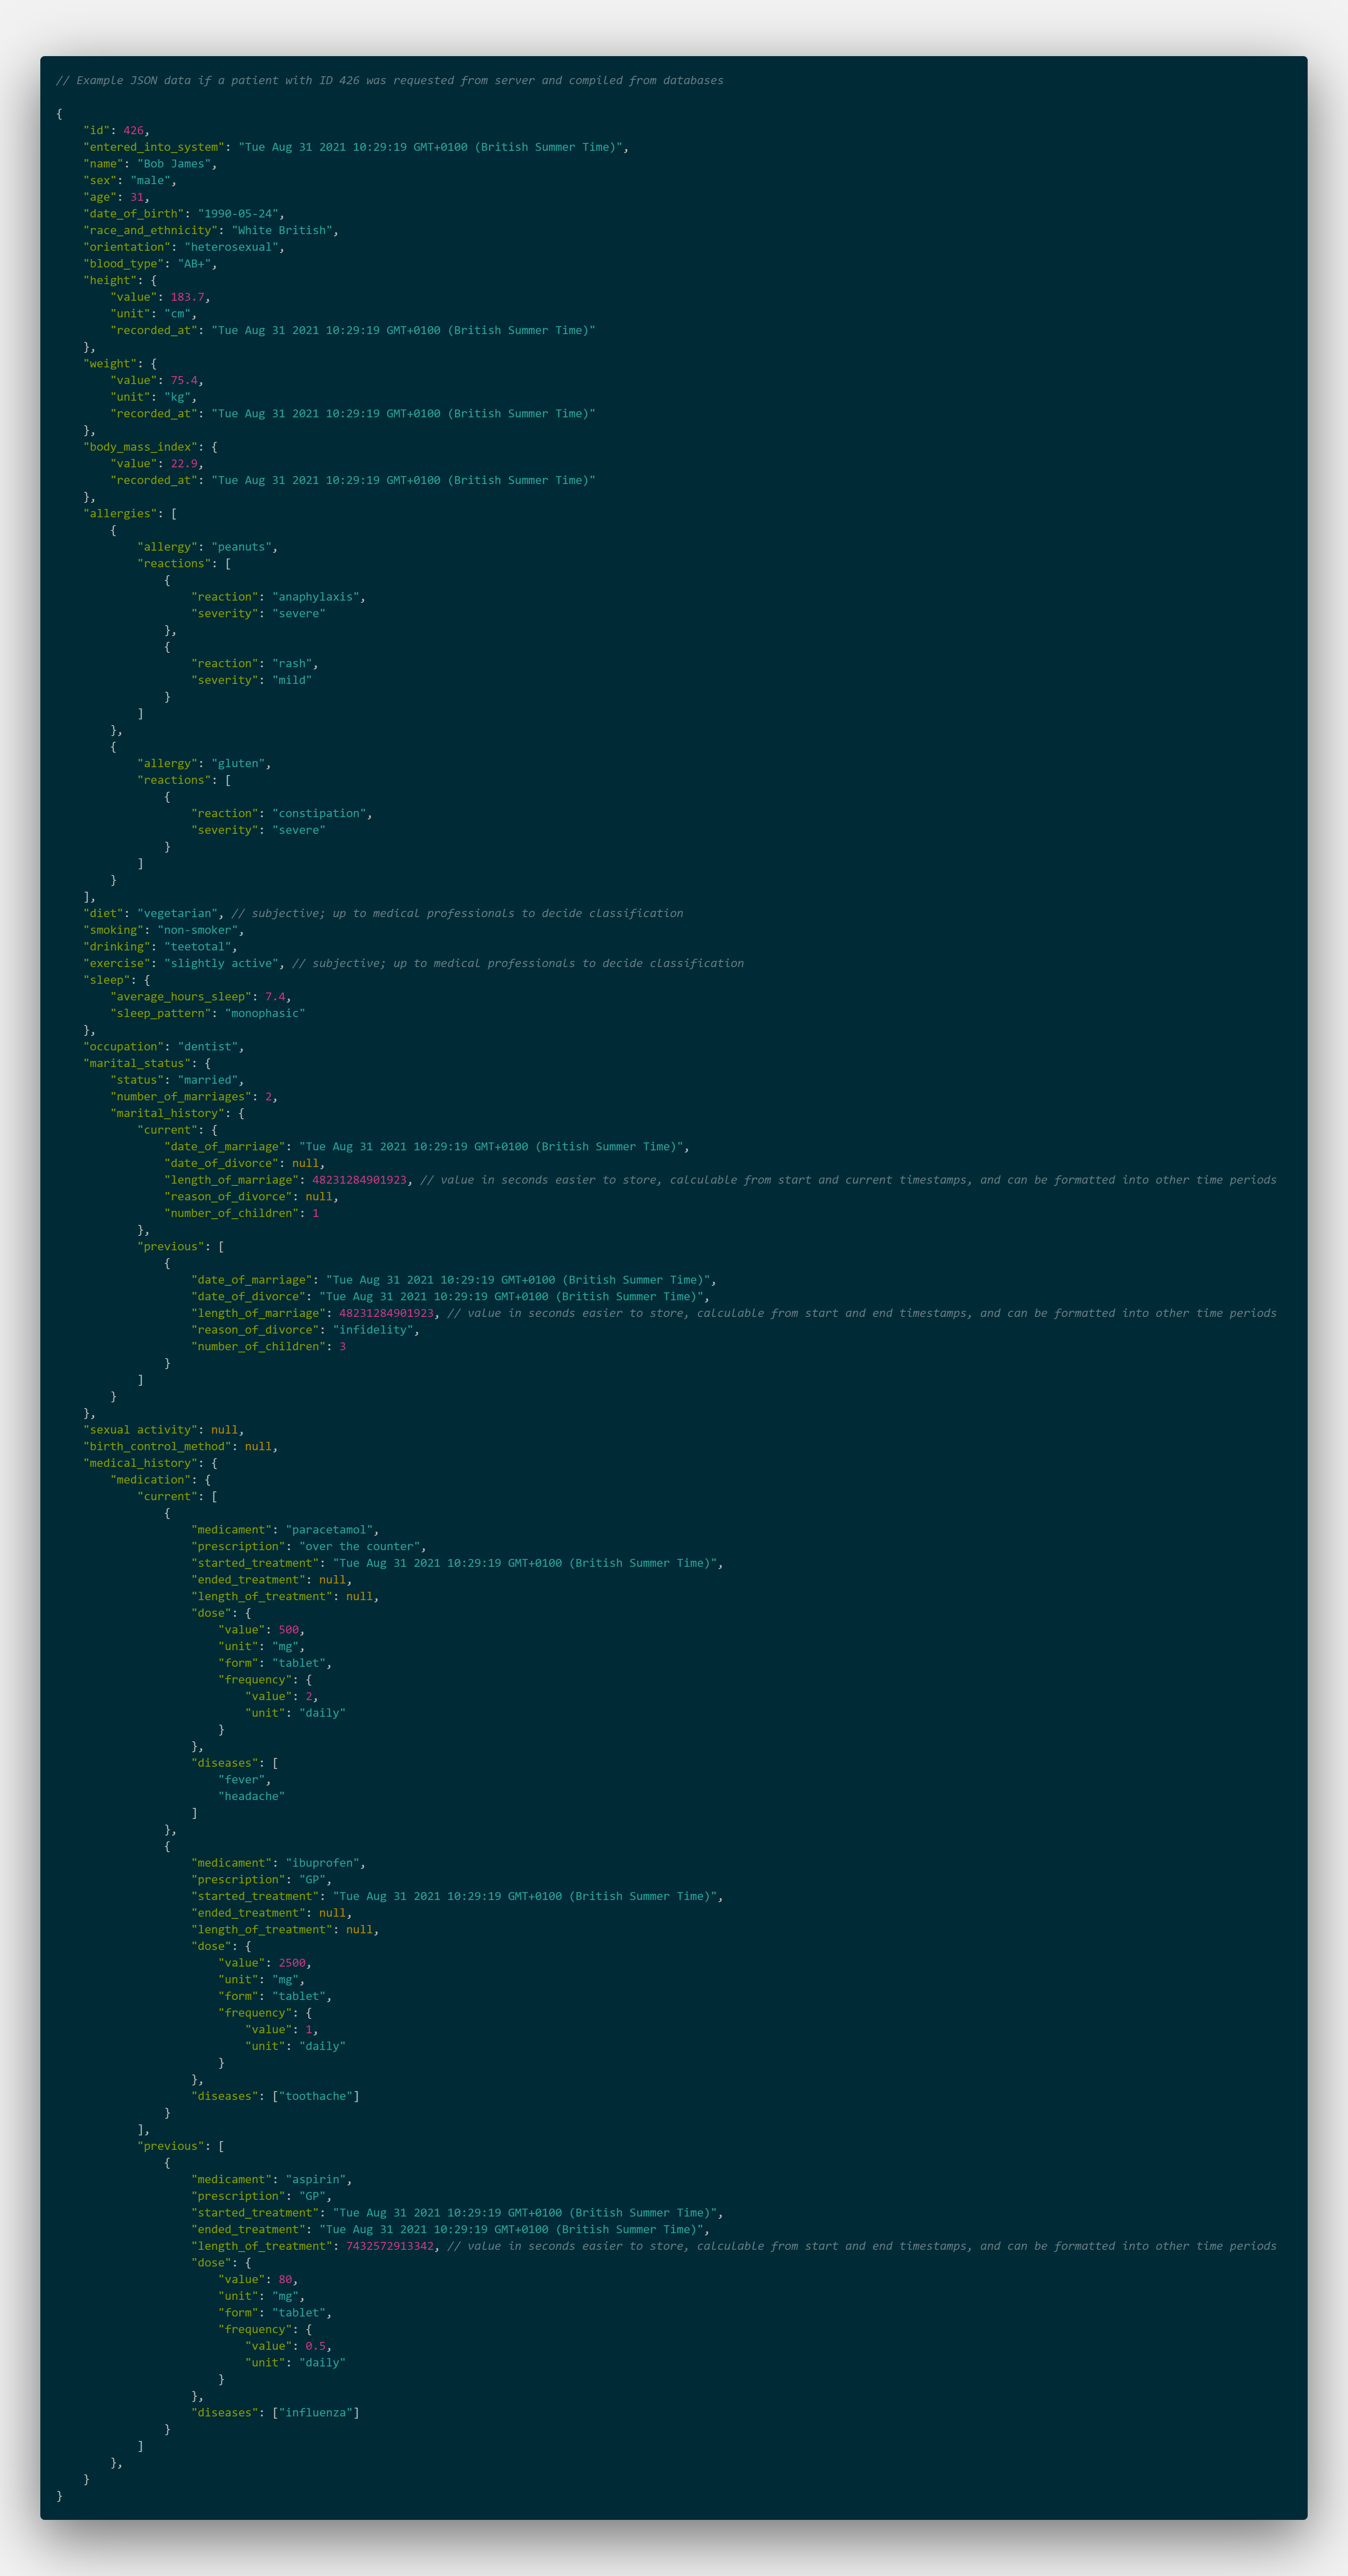 // Example JSON data if a patient with ID 426 was requested from server and compiled from databases
{
    "id": 426,
    "entered_into_system": "Tue Aug 31 2021 10:29:19 GMT+0100 (British Summer Time)",
    "name": "Bob James",
    "sex": "male",
    "age": 31,
    "date_of_birth": "1990-05-24",
    "race_and_ethnicity": "White British",
    "orientation": "heterosexual",
    "blood_type": "AB+",
    "height": {
        "value": 183.7,
        "unit": "cm",
        "recorded_at": "Tue Aug 31 2021 10:29:19 GMT+0100 (British Summer Time)"
    },
    "weight": {
        "value": 75.4,
        "unit": "kg",
        "recorded_at": "Tue Aug 31 2021 10:29:19 GMT+0100 (British Summer Time)"
    },
    "body_mass_index": {
        "value": 22.9,
        "recorded_at": "Tue Aug 31 2021 10:29:19 GMT+0100 (British Summer Time)"
    },
    "allergies": [
        {
            "allergy": "peanuts",
            "reactions": [
                {
                    "reaction": "anaphylaxis",
                    "severity": "severe"
                },
                {
                    "reaction": "rash",
                    "severity": "mild"
                }
            ]
        },
        {
            "allergy": "gluten",
            "reactions": [
                {
                    "reaction": "constipation",
                    "severity": "severe"
                }
            ]
        }
    ],
    "diet": "vegetarian", // subjective; up to medical professionals to decide classification
    "smoking": "non-smoker",
    "drinking": "teetotal",
    "exercise": "slightly active", // subjective; up to medical professionals to decide classification
    "sleep": {
        "average_hours_sleep": 7.4,
        "sleep_pattern": "monophasic"
    },
    "occupation": "dentist",
    "marital_status": {
        "status": "married",
        "number_of_marriages": 2,
        "marital_history": {
            "current": {
                "date_of_marriage": "Tue Aug 31 2021 10:29:19 GMT+0100 (British Summer Time)",
                "date_of_divorce": null,
                "length_of_marriage": 48231284901923, // value in seconds easier to store, calculable from start and current timestamps, and can be formatted into other time periods
                "reason_of_divorce": null,
                "number_of_children": 1
            },
            "previous": [
                {
                    "date_of_marriage": "Tue Aug 31 2021 10:29:19 GMT+0100 (British Summer Time)",
                    "date_of_divorce": "Tue Aug 31 2021 10:29:19 GMT+0100 (British Summer Time)",
                    "length_of_marriage": 48231284901923, // value in seconds easier to store, calculable from start and end timestamps, and can be formatted into other time periods
                    "reason_of_divorce": "infidelity",
                    "number_of_children": 3
                }
            ]
        }
    },
    "sexual activity": null,
    "birth_control_method": null,
    "medical_history": {
        "medication": {
            "current": [
                {
                    "medicament": "paracetamol",
                    "prescription": "over the counter",
                    "started_treatment": "Tue Aug 31 2021 10:29:19 GMT+0100 (British Summer Time)",
                    "ended_treatment": null,
                    "length_of_treatment": null,
                    "dose": {
                        "value": 500,
                        "unit": "mg",
                        "form": "tablet",
                        "frequency": {
                            "value": 2,
                            "unit": "daily"
                        }
                    },
                    "diseases": [
                        "fever",
                        "headache"
                    ]
                },
                {
                    "medicament": "ibuprofen",
                    "prescription": "GP",
                    "started_treatment": "Tue Aug 31 2021 10:29:19 GMT+0100 (British Summer Time)",
                    "ended_treatment": null,
                    "length_of_treatment": null,
                    "dose": {
                        "value": 2500,
                        "unit": "mg",
                        "form": "tablet",
                        "frequency": {
                            "value": 1,
                            "unit": "daily"
                        }
                    },
                    "diseases": ["toothache"]
                }
            ],
            "previous": [
                {
                    "medicament": "aspirin",
                    "prescription": "GP",
                    "started_treatment": "Tue Aug 31 2021 10:29:19 GMT+0100 (British Summer Time)",
                    "ended_treatment": "Tue Aug 31 2021 10:29:19 GMT+0100 (British Summer Time)",
                    "length_of_treatment": 7432572913342, // value in seconds easier to store, calculable from start and end timestamps, and can be formatted into other time periods
                    "dose": {
                        "value": 80,
                        "unit": "mg",
                        "form": "tablet",
                        "frequency": {
                            "value": 0.5,
                            "unit": "daily"
                        }
                    },
                    "diseases": ["influenza"]
                }
            ]
        },
    }
}